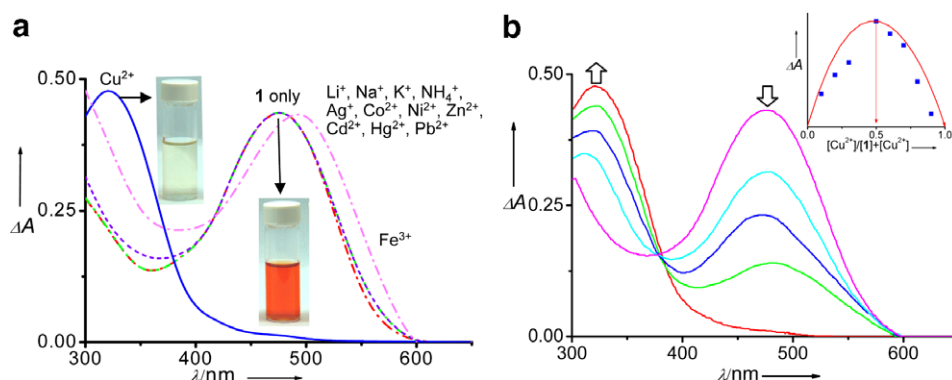 a
0.50
0.25
0.00
ΔA
300
400
500
600
λ/nm
Cu²⁺
1 only
Li⁺, Na⁺, K⁺, NH₄⁺,
Ag⁺, Co²⁺, Ni²⁺, Zn²⁺,
Cd²⁺, Hg²⁺, Pb²⁺
Fe³⁺
b
0.50
0.25
0.00
ΔA
300
400
500
600
λ/nm
ΔA
0.0
0.5
1.0
[Cu²⁺]/[1]+[Cu²⁺]